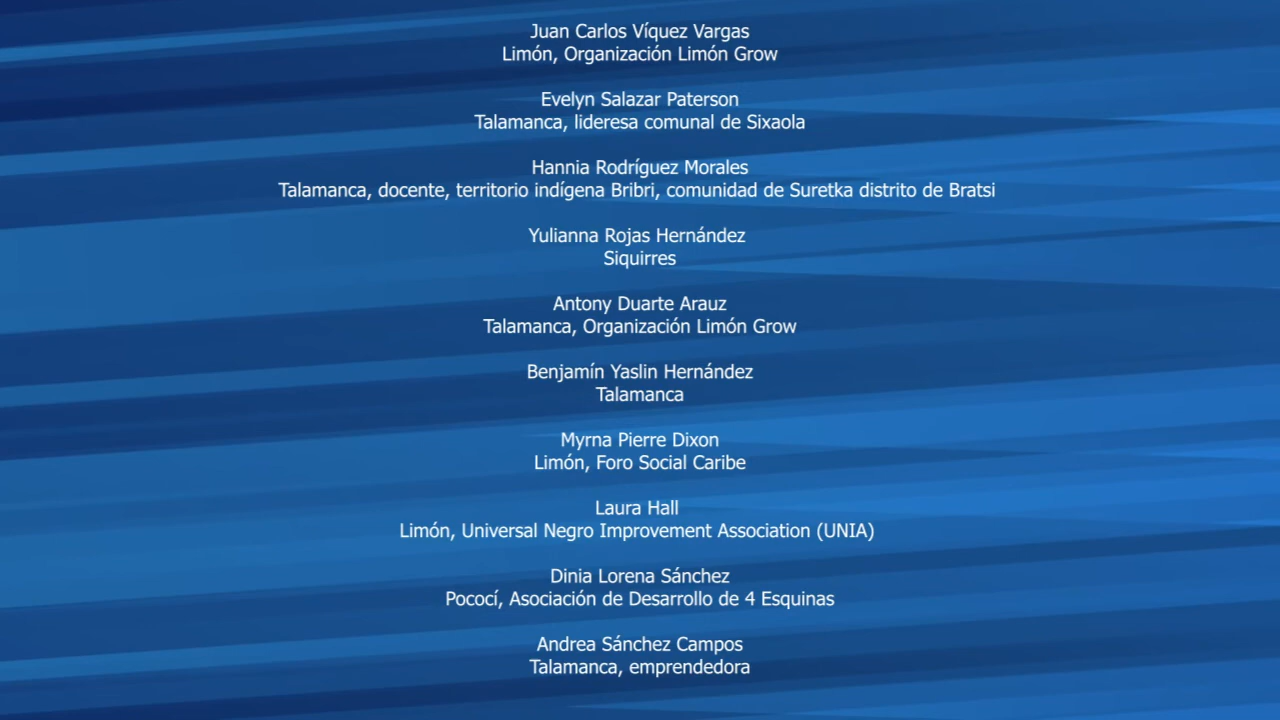 Juan Carlos Víquez Vargas
Limón, Organización Limón Grow
Evelyn Salazar Paterson
Talamanca, lideresa comunal de Sixaola
Hannia Rodríguez Morales
Talamanca, docente, territorio indígena Bribri, comunidad de Suretka distrito de Bratsi
Yulianna Rojas Hernández
Siquirres
Antony Duarte Arauz
Talamanca, Organización Limón Grow
Benjamín Yaslin Hernández
Talamanca
Myrna Pierre Dixon
Limón, Foro Social Caribe
Laura Hall
Limón, Universal Negro Improvement Association (UNIA)
Dinia Lorena Sánchez
Pococí, Asociación de Desarrollo de 4 Esquinas
Andrea Sánchez Campos
Talamanca, emprendedora